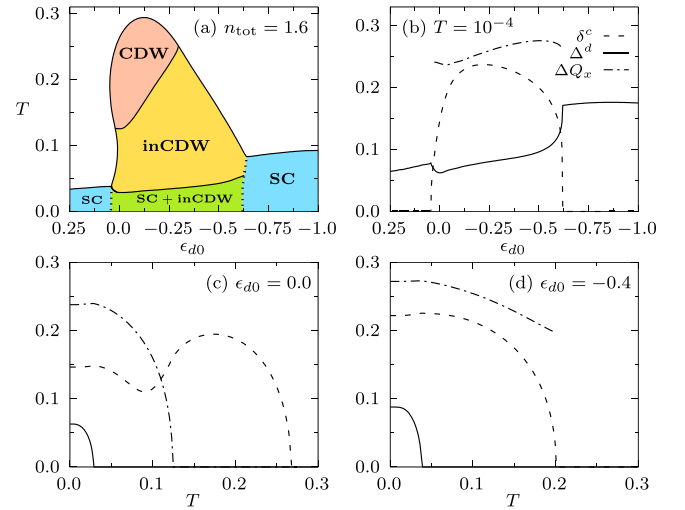 (a) n_tot = 1.6
CDW
inCDW
SC
SC + inCDW
SC
T
0.3
0.2
0.1
0.0
0.25 0.0 −0.25 −0.5 −0.75 −1.0
ϵ_d0
(b) T = 10^−4
δ^c
Δ^d
ΔQ_x
0.3
0.2
0.1
0.0
0.25 0.0 −0.25 −0.5 −0.75 −1.0
ϵ_d0
(c) ϵ_d0 = 0.0
0.3
0.2
0.1
0.0
0.0 0.1 0.2 0.3
T
(d) ϵ_d0 = −0.4
0.3
0.2
0.1
0.0
0.0 0.1 0.2 0.3
T